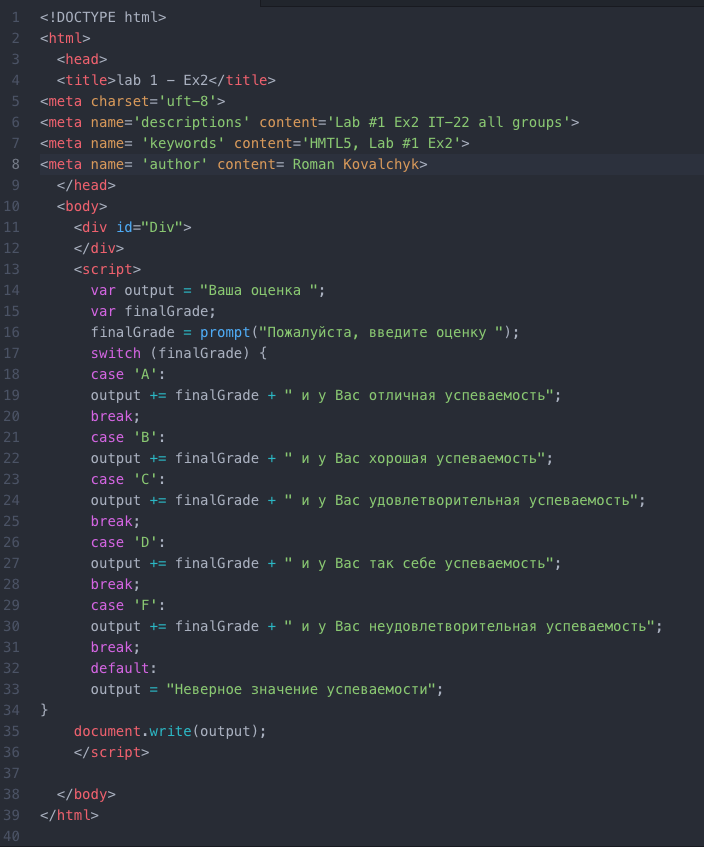 1 <!DOCTYPE html>
2 <html>
3   <head>
4   <title>lab 1 - Ex2</title>
5 <meta charset='uft-8'>
6 <meta name='descriptions' content='Lab #1 Ex2 IT-22 all groups'>
7 <meta name= 'keywords' content='HMTL5, Lab #1 Ex2'>
8 <meta name= 'author' content= Roman Kovalchyk>
9   </head>
10   <body>
11     <div id="Div">
12     </div>
13     <script>
14       var output = "Ваша оценка ";
15       var finalGrade;
16       finalGrade = prompt("Пожалуйста, введите оценку ");
17       switch (finalGrade) {
18       case 'A':
19       output += finalGrade + " и у Вас отличная успеваемость";
20       break;
21       case 'B':
22       output += finalGrade + " и у Вас хорошая успеваемость";
23       case 'C':
24       output += finalGrade + " и у Вас удовлетворительная успеваемость";
25       break;
26       case 'D':
27       output += finalGrade + " и у Вас так себе успеваемость";
28       break;
29       case 'F':
30       output += finalGrade + " и у Вас неудовлетворительная успеваемость";
31       break;
32       default:
33       output = "Неверное значение успеваемости";
34 }
35     document.write(output);
36     </script>
37
38   </body>
39 </html>
40